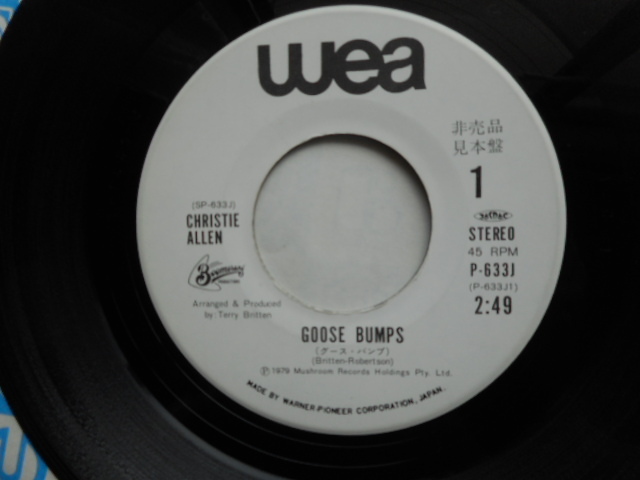 wea
非売品
見本盤
1
(SP-633J)
CHRISTIE
ALLEN
STEREO
45 RPM
P-633J
(P-633J1)
2:49
Boomerang
Arranged & Produced
by: Terry Britten
GOOSE BUMPS
(グース・バンプ)
(Britten-Robertson)
Ⓟ 1979 Mushroom Records Holdings Pty. Ltd.
MADE BY WARNER-PIONEER CORPORATION, JAPAN.